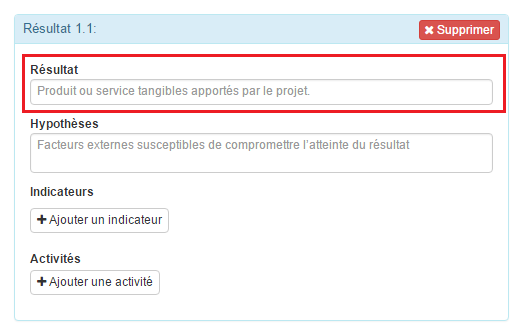 Résultat 1.1:
✖ Supprimer
Résultat
Produit ou service tangibles apportés par le projet.
Hypothèses
Facteurs externes susceptibles de compromettre l'atteinte du résultat
Indicateurs
+ Ajouter un indicateur
Activités
+ Ajouter une activité